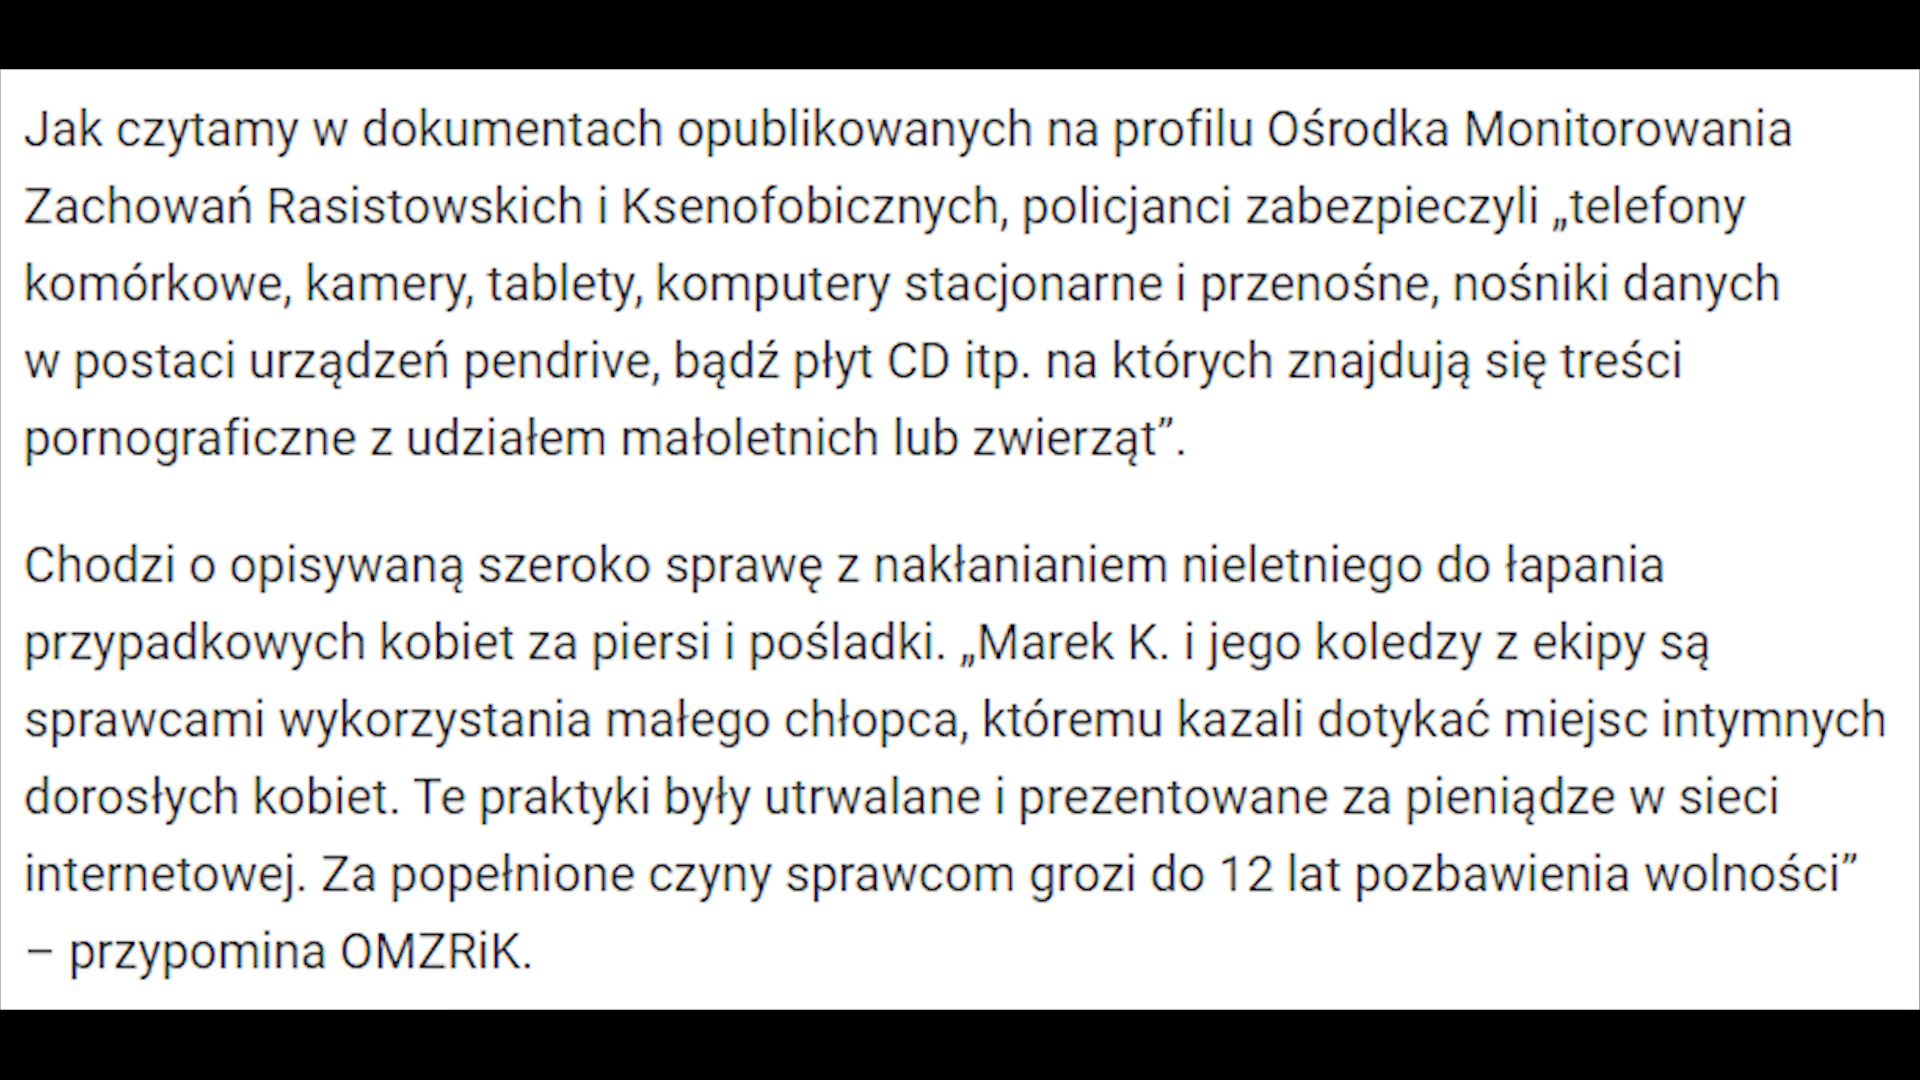 Jak czytamy w dokumentach opublikowanych na profilu Ośrodka Monitorowania
Zachowań Rasistowskich i Ksenofobicznych, policjanci zabezpieczyli „telefony
komórkowe, kamery, tablety, komputery stacjonarne i przenośne, nośniki danych
w postaci urządzeń pendrive, bądź płyt CD itp. na których znajdują się treści
pornograficzne z udziałem małoletnich lub zwierząt”.
Chodzi o opisywaną szeroko sprawę z nakłanianiem nieletniego do łapania
przypadkowych kobiet za piersi i pośladki. „Marek K. i jego koledzy z ekipy są
sprawcami wykorzystania małego chłopca, któremu kazali dotykać miejsc intymnych
dorosłych kobiet. Te praktyki były utrwalane i prezentowane za pieniądze w sieci
internetowej. Za popełnione czyny sprawcom grozi do 12 lat pozbawienia wolności”
– przypomina OMZRiK.